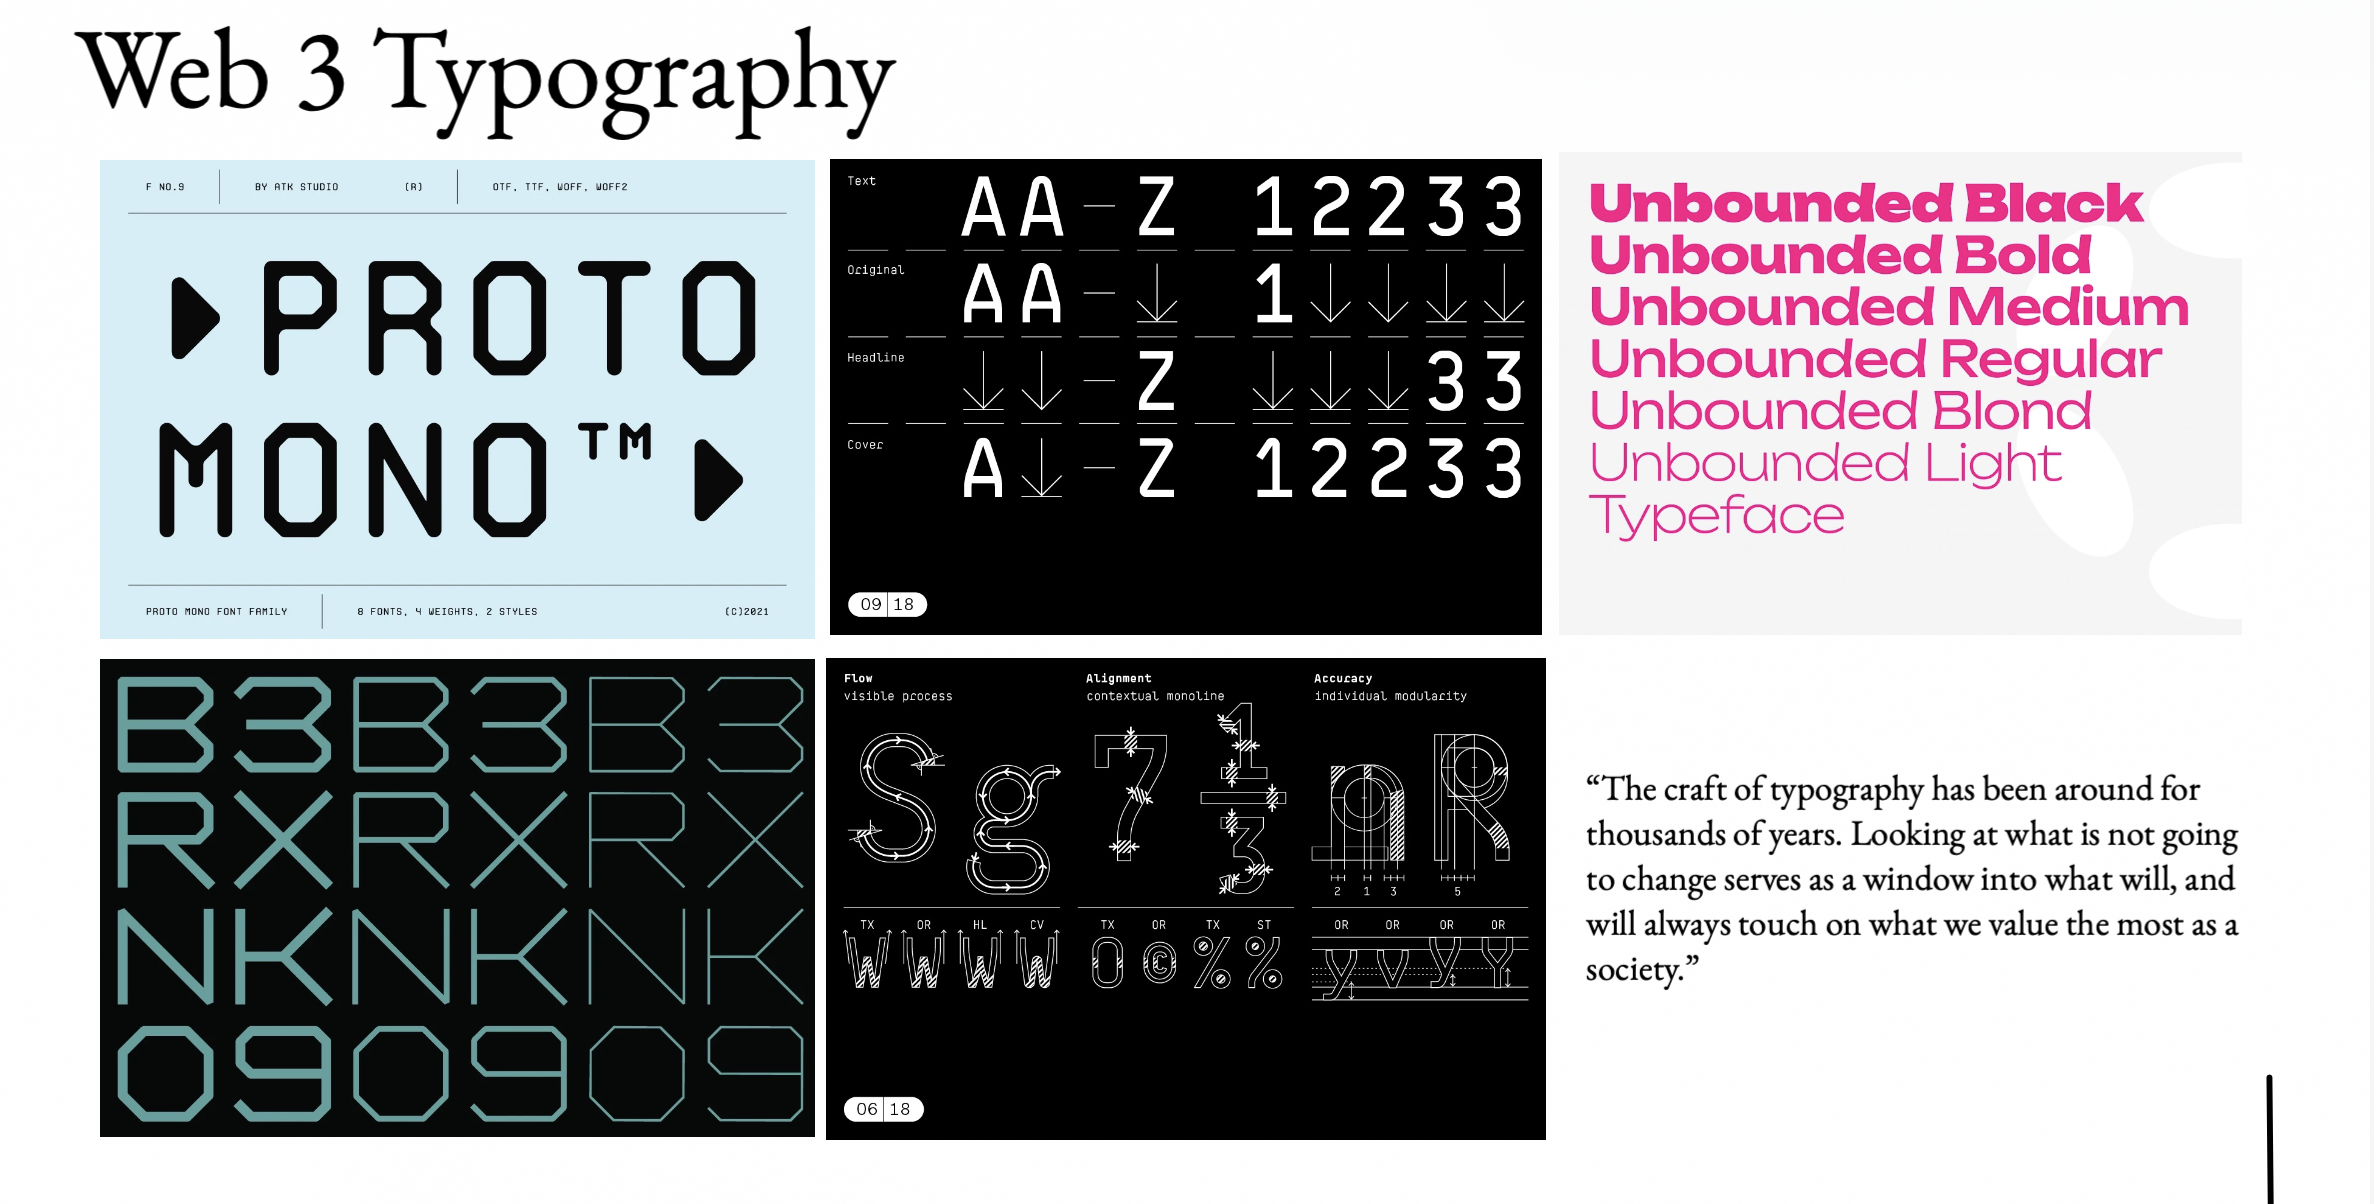 Web 3 Typography
F NO.9 BY ATK STUDIO (R) OTF, TTF, WOFF, WOFF2
PROTO
MONO™
PROTO MONO FONT FAMILY 8 FONTS, 4 WEIGHTS, 2 STYLES (C)2021
Text AA — Z 12233
Original AA — ↓ 1↓↓↓↓
Headline ↓↓ — Z ↓↓↓33
Cover A↓ — Z 12233
09 | 18
Unbounded Black
Unbounded Bold
Unbounded Medium
Unbounded Regular
Unbounded Blond
Unbounded Light
Typeface
B3B3B3
RXRXRX
NKNKNK
090909
Flow Alignment Accuracy
visible process contextual monoline individual modularity
S g 7 1 3 n R
2 1 3 5
TX OR HL CV TX OR TX ST OR OR OR OR
W W W W 0 © % % y v y Y
06 | 18
“The craft of typography has been around for
thousands of years. Looking at what is not going
to change serves as a window into what will, and
will always touch on what we value the most as a
society.”